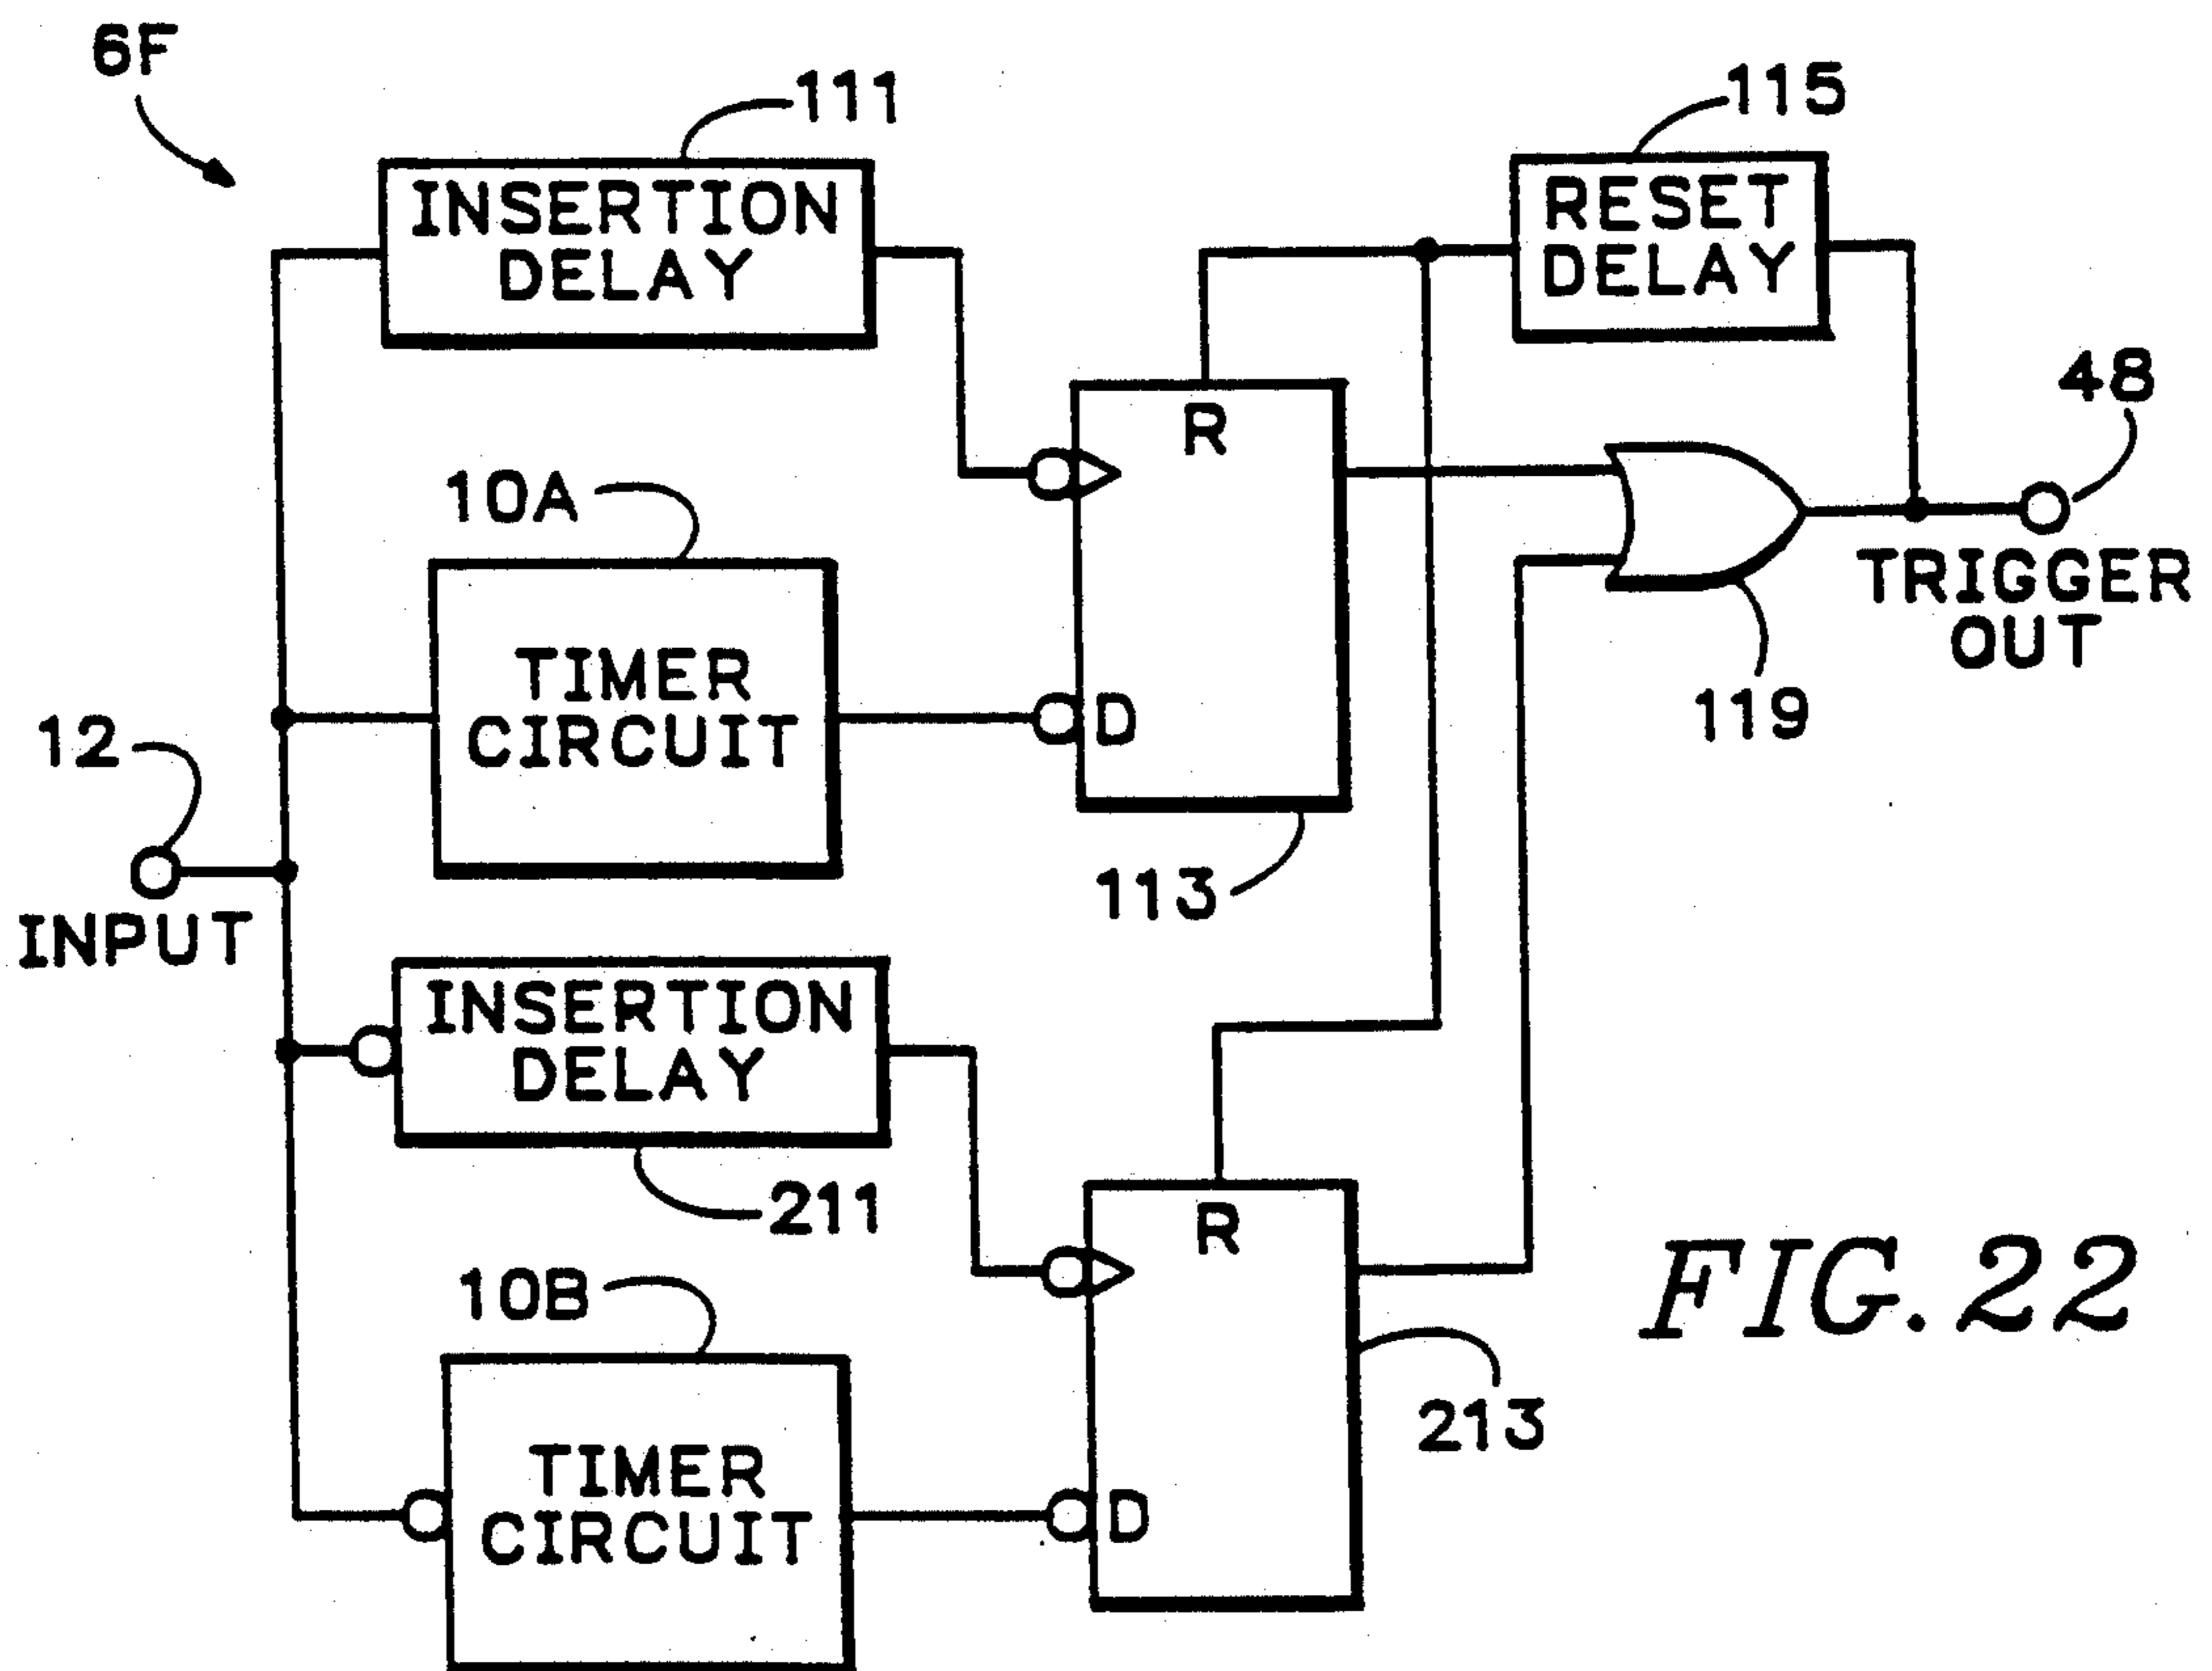 6F
111
115
INSERTION
DELAY
RESET
DELAY
48
R
10A
TRIGGER
OUT
TIMER
CIRCUIT
D
119
12
113
INPUT
INSERTION
DELAY
211
R
10B
FIG. 22
213
TIMER
CIRCUIT
D